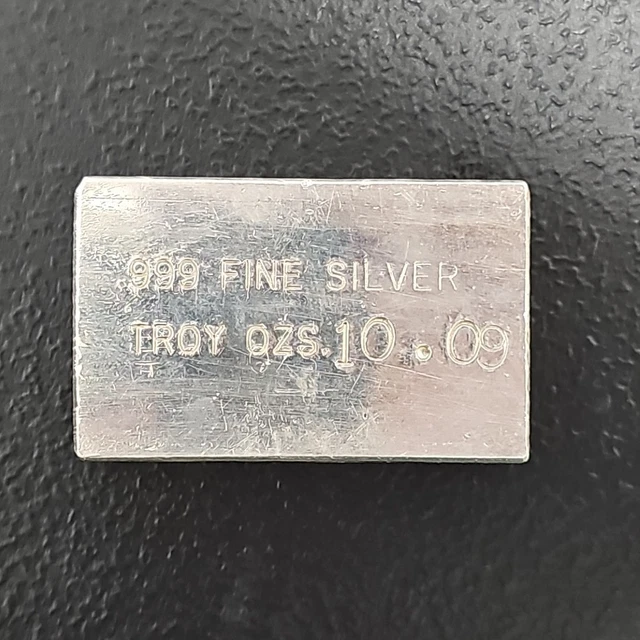 999 FINE SILVER
TROY OZS. 10.09